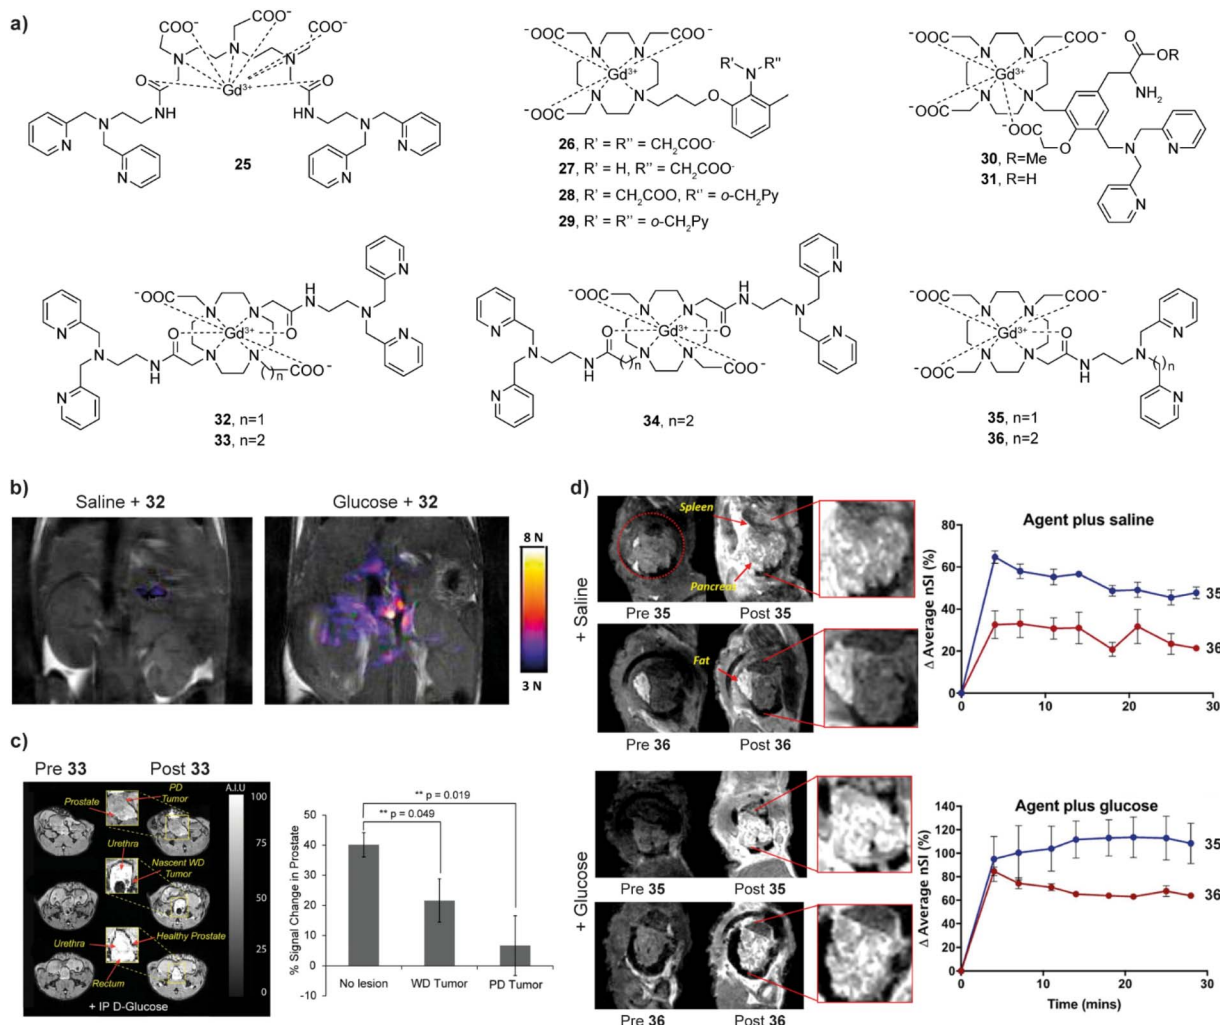 a)
COO⁻
COO⁻
COO⁻
N
N
N
O
O
Gd³⁺
NH
HN
N
N
N
N
N
N
25
⁻OOC
COO⁻
N
N
Gd³⁺
N
N
⁻OOC
R'
R''
N
O
26, R' = R'' = CH₂COO⁻
27, R' = H, R'' = CH₂COO⁻
28, R' = CH₂COO, R'' = o-CH₂Py
29, R' = R'' = o-CH₂Py
⁻OOC
COO⁻
N
N
Gd³⁺
N
N
⁻OOC
⁻OOC
O
O
OR
NH₂
N
N
N
30, R=Me
31, R=H
⁻OOC
N
N
Gd³⁺
N
N
O
O
H
N
N
N
N
N
H
N
N
N
( )n
COO⁻
32, n=1
33, n=2
⁻OOC
N
N
Gd³⁺
N
N
O
O
H
N
N
N
N
N
H
N
N
N
( )n
COO⁻
34, n=2
⁻OOC
COO⁻
N
N
Gd³⁺
N
N
⁻OOC
O
N
H
N
( )n
N
N
35, n=1
36, n=2
b)
Saline + 32
Glucose + 32
8 N
3 N
c)
Pre 33
Post 33
A.I.U
100
75
50
25
0
PD
Tumor
Prostate
Urethra
Nascent WD
Tumor
Urethra
Healthy Prostate
Rectum
+ IP D-Glucose
% Signal Change in Prostate
60
50
40
30
20
10
0
-10
** p = 0.019
** p = 0.049
No lesion
WD Tumor
PD Tumor
d)
+ Saline
Spleen
Pancreas
Pre 35
Post 35
Fat
Pre 36
Post 36
Agent plus saline
Δ Average nSI (%)
80
60
40
20
0
0
10
20
30
35
36
+ Glucose
Pre 35
Post 35
Pre 36
Post 36
Agent plus glucose
Δ Average nSI (%)
140
120
100
80
60
40
20
0
0
10
20
30
35
36
Time (mins)